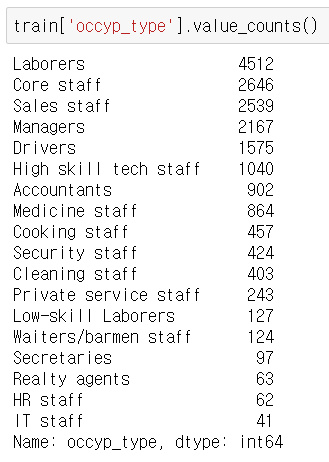 train['occyp_type'].value_counts()
Laborers 4512
Core staff 2646
Sales staff 2539
Managers 2167
Drivers 1575
High skill tech staff 1040
Accountants 902
Medicine staff 864
Cooking staff 457
Security staff 424
Cleaning staff 403
Private service staff 243
Low-skill Laborers 127
Waiters/barmen staff 124
Secretaries 97
Realty agents 63
HR staff 62
IT staff 41
Name: occyp_type, dtype: int64